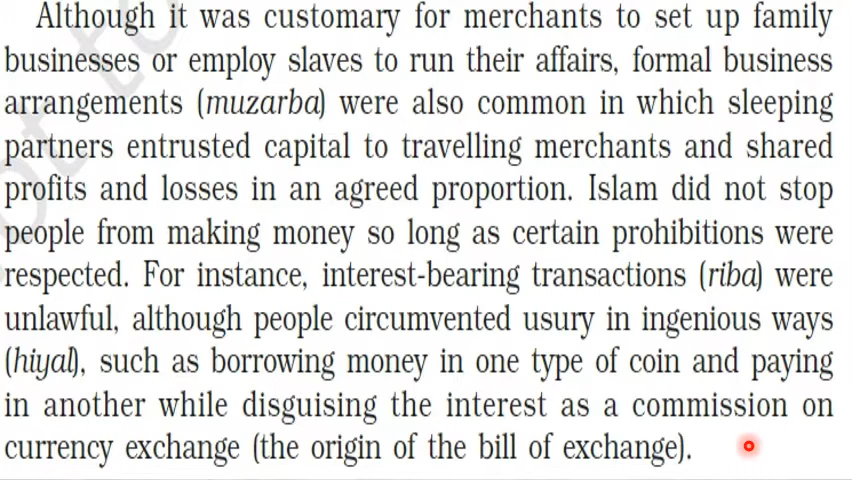 Although it was customary for merchants to set up family
businesses or employ slaves to run their affairs, formal business
arrangements (muzarba) were also common in which sleeping
partners entrusted capital to travelling merchants and shared
profits and losses in an agreed proportion. Islam did not stop
people from making money so long as certain prohibitions were
respected. For instance, interest-bearing transactions (riba) were
unlawful, although people circumvented usury in ingenious ways
(hiyal), such as borrowing money in one type of coin and paying
in another while disguising the interest as a commission on
currency exchange (the origin of the bill of exchange).